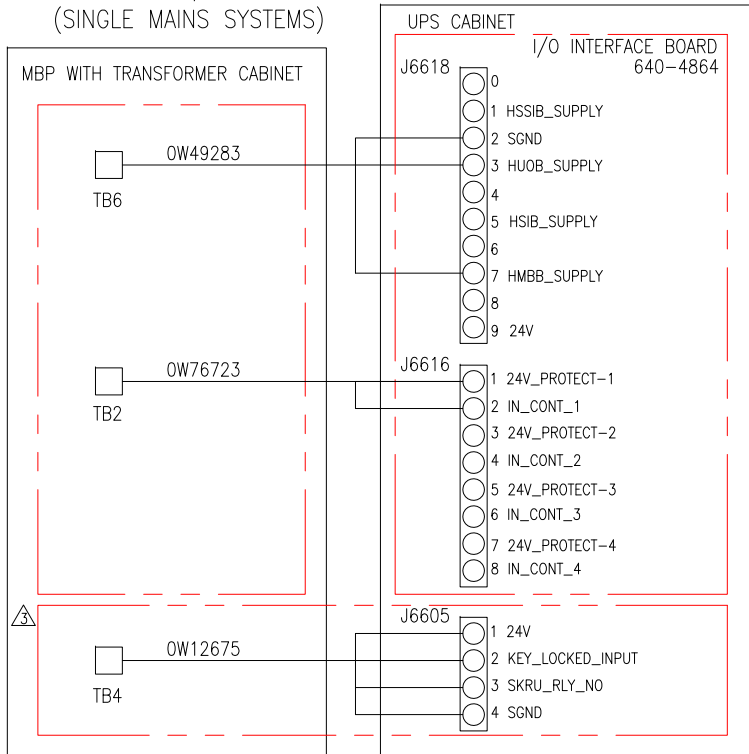 (SINGLE MAINS SYSTEMS)
MBP WITH TRANSFORMER CABINET
UPS CABINET
I/O INTERFACE BOARD
640-4864
J6618
0
1 HSSIB_SUPPLY
2 SGND
3 HUOB_SUPPLY
4
5 HSIB_SUPPLY
6
7 HMBB_SUPPLY
8
9 24V
0W49283
TB6
J6616
1 24V_PROTECT-1
2 IN_CONT_1
3 24V_PROTECT-2
4 IN_CONT_2
5 24V_PROTECT-3
6 IN_CONT_3
7 24V_PROTECT-4
8 IN_CONT_4
0W76723
TB2
3
J6605
1 24V
2 KEY_LOCKED_INPUT
3 SKRU_RLY_NO
4 SGND
0W12675
TB4